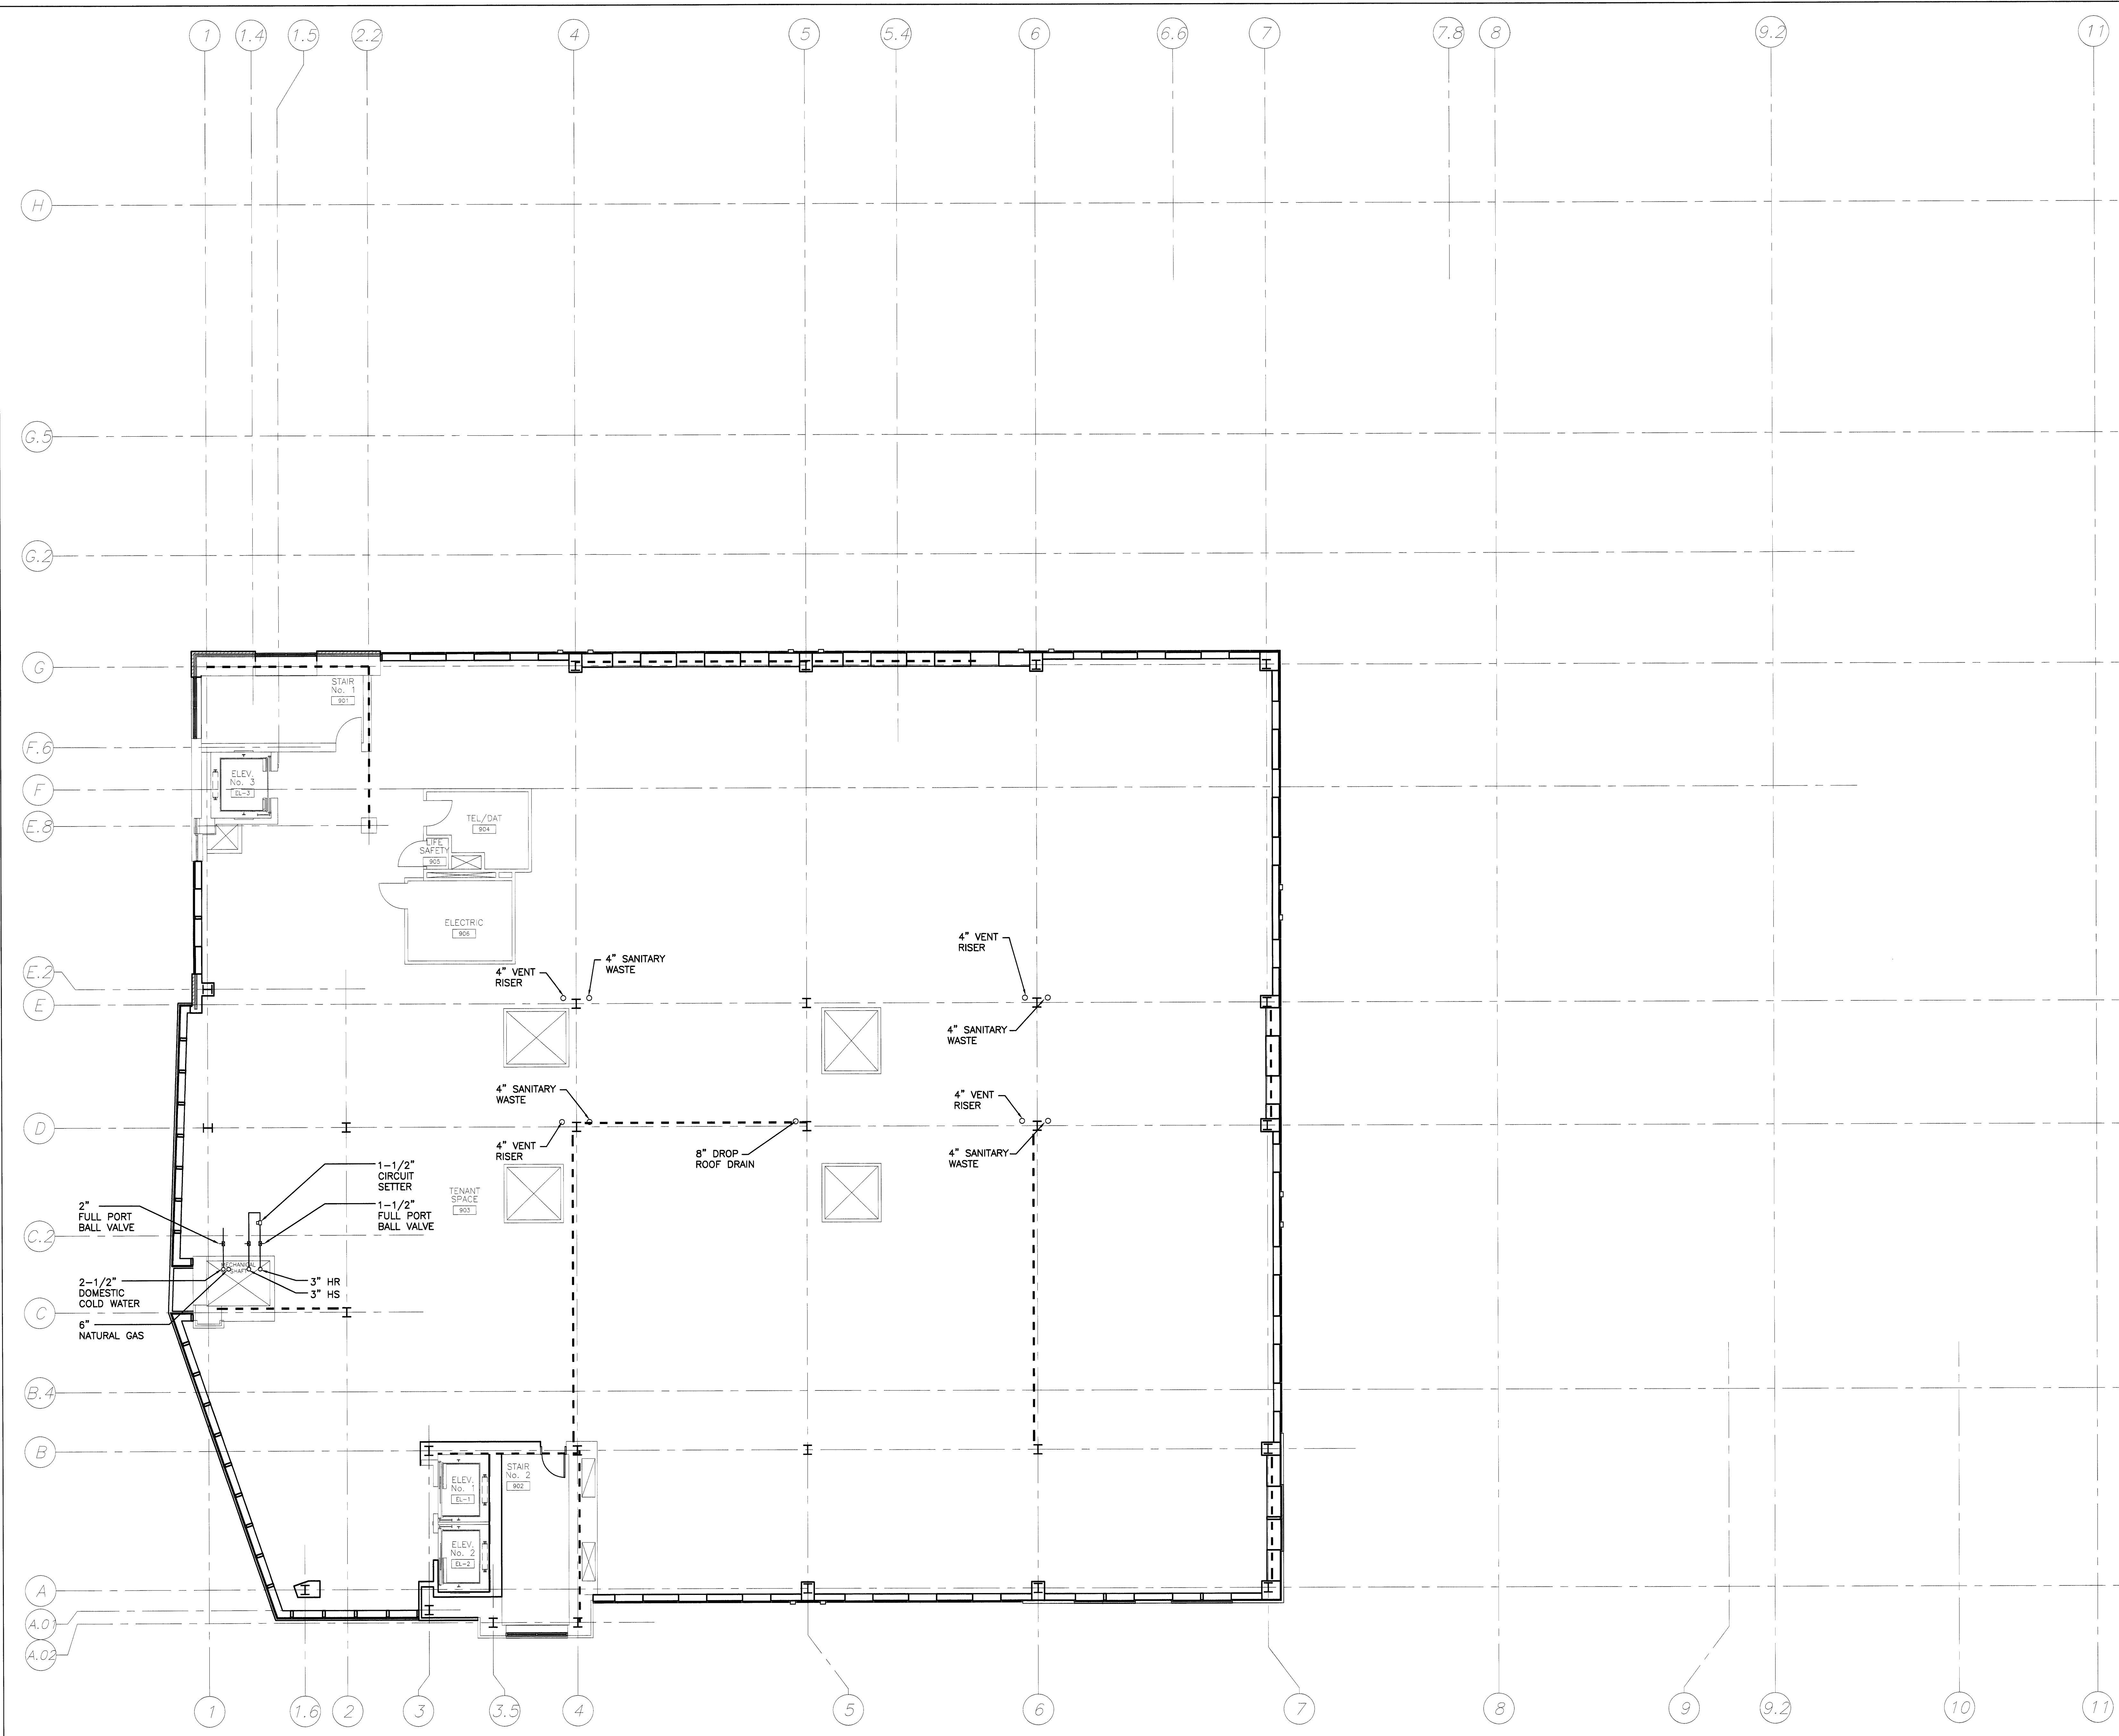 1
1.4
1.5
2.2
4
5
5.4
6
6.6
7
7.8
8
9.2
11
H
G.5
G.2
G
STAIR
No. 1
901
F.6
ELEV.
No. 3
EL-3
F
E.8
TEL/DAT
904
LIFE
SAFETY
905
ELECTRIC
906
4" VENT
RISER
4" SANITARY
WASTE
4" VENT
RISER
E.2
E
4" SANITARY
WASTE
4" SANITARY
WASTE
4" VENT
RISER
D
4" VENT
RISER
8" DROP
ROOF DRAIN
4" SANITARY
WASTE
1-1/2"
CIRCUIT
SETTER
TENANT
SPACE
903
2"
FULL PORT
BALL VALVE
1-1/2"
FULL PORT
BALL VALVE
C.2
MECHANICAL
SHAFT
2-1/2"
DOMESTIC
COLD WATER
3" HR
3" HS
C
6"
NATURAL GAS
B.4
B
STAIR
No. 2
902
ELEV.
No. 1
EL-1
ELEV.
No. 2
EL-2
A
A.01
A.02
1
1.6
2
3
3.5
4
5
6
7
8
9
9.2
10
11